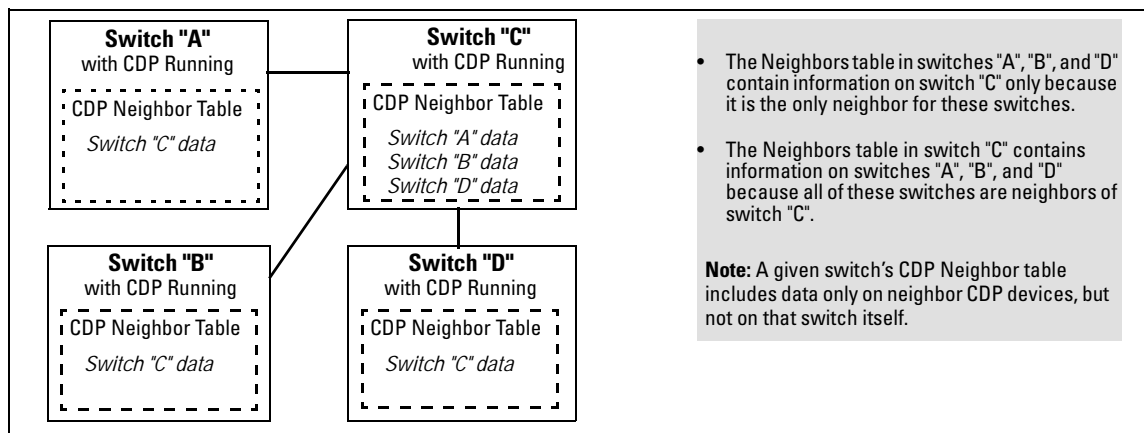 Switch "A"
with CDP Running
CDP Neighbor Table
Switch "C" data
Switch "C"
with CDP Running
CDP Neighbor Table
Switch "A" data
Switch "B" data
Switch "D" data
Switch "B"
with CDP Running
CDP Neighbor Table
Switch "C" data
Switch "D"
with CDP Running
CDP Neighbor Table
Switch "C" data
• The Neighbors table in switches "A", "B", and "D"
contain information on switch "C" only because
it is the only neighbor for these switches.
• The Neighbors table in switch "C" contains
information on switches "A", "B", and "D"
because all of these switches are neighbors of
switch "C".
Note: A given switch's CDP Neighbor table
includes data only on neighbor CDP devices, but
not on that switch itself.